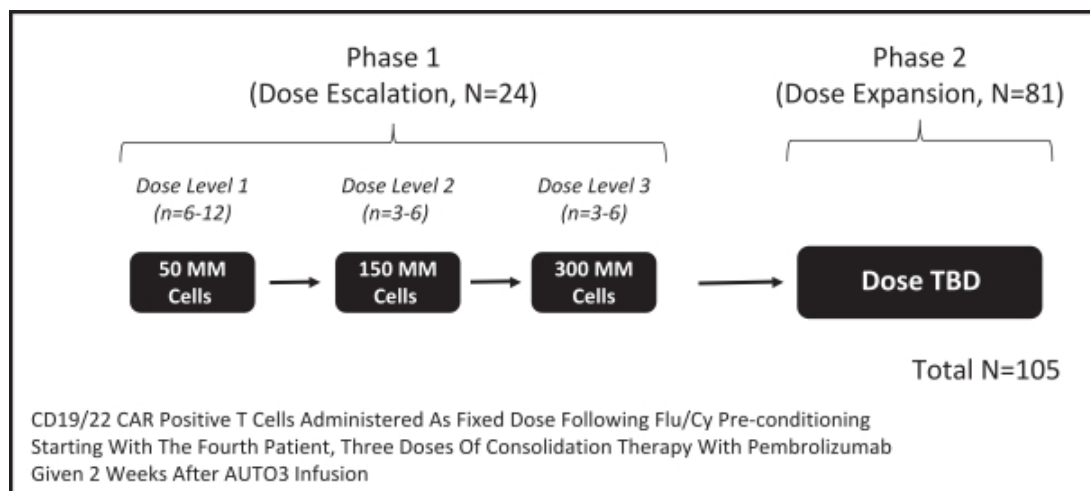 Phase 1
(Dose Escalation, N=24)
Phase 2
(Dose Expansion, N=81)
Dose Level 1
(n=6-12)
Dose Level 2
(n=3-6)
Dose Level 3
(n=3-6)
50 MM
Cells
150 MM
Cells
300 MM
Cells
Dose TBD
Total N=105
CD19/22 CAR Positive T Cells Administered As Fixed Dose Following Flu/Cy Pre-conditioning
Starting With The Fourth Patient, Three Doses Of Consolidation Therapy With Pembrolizumab
Given 2 Weeks After AUTO3 Infusion